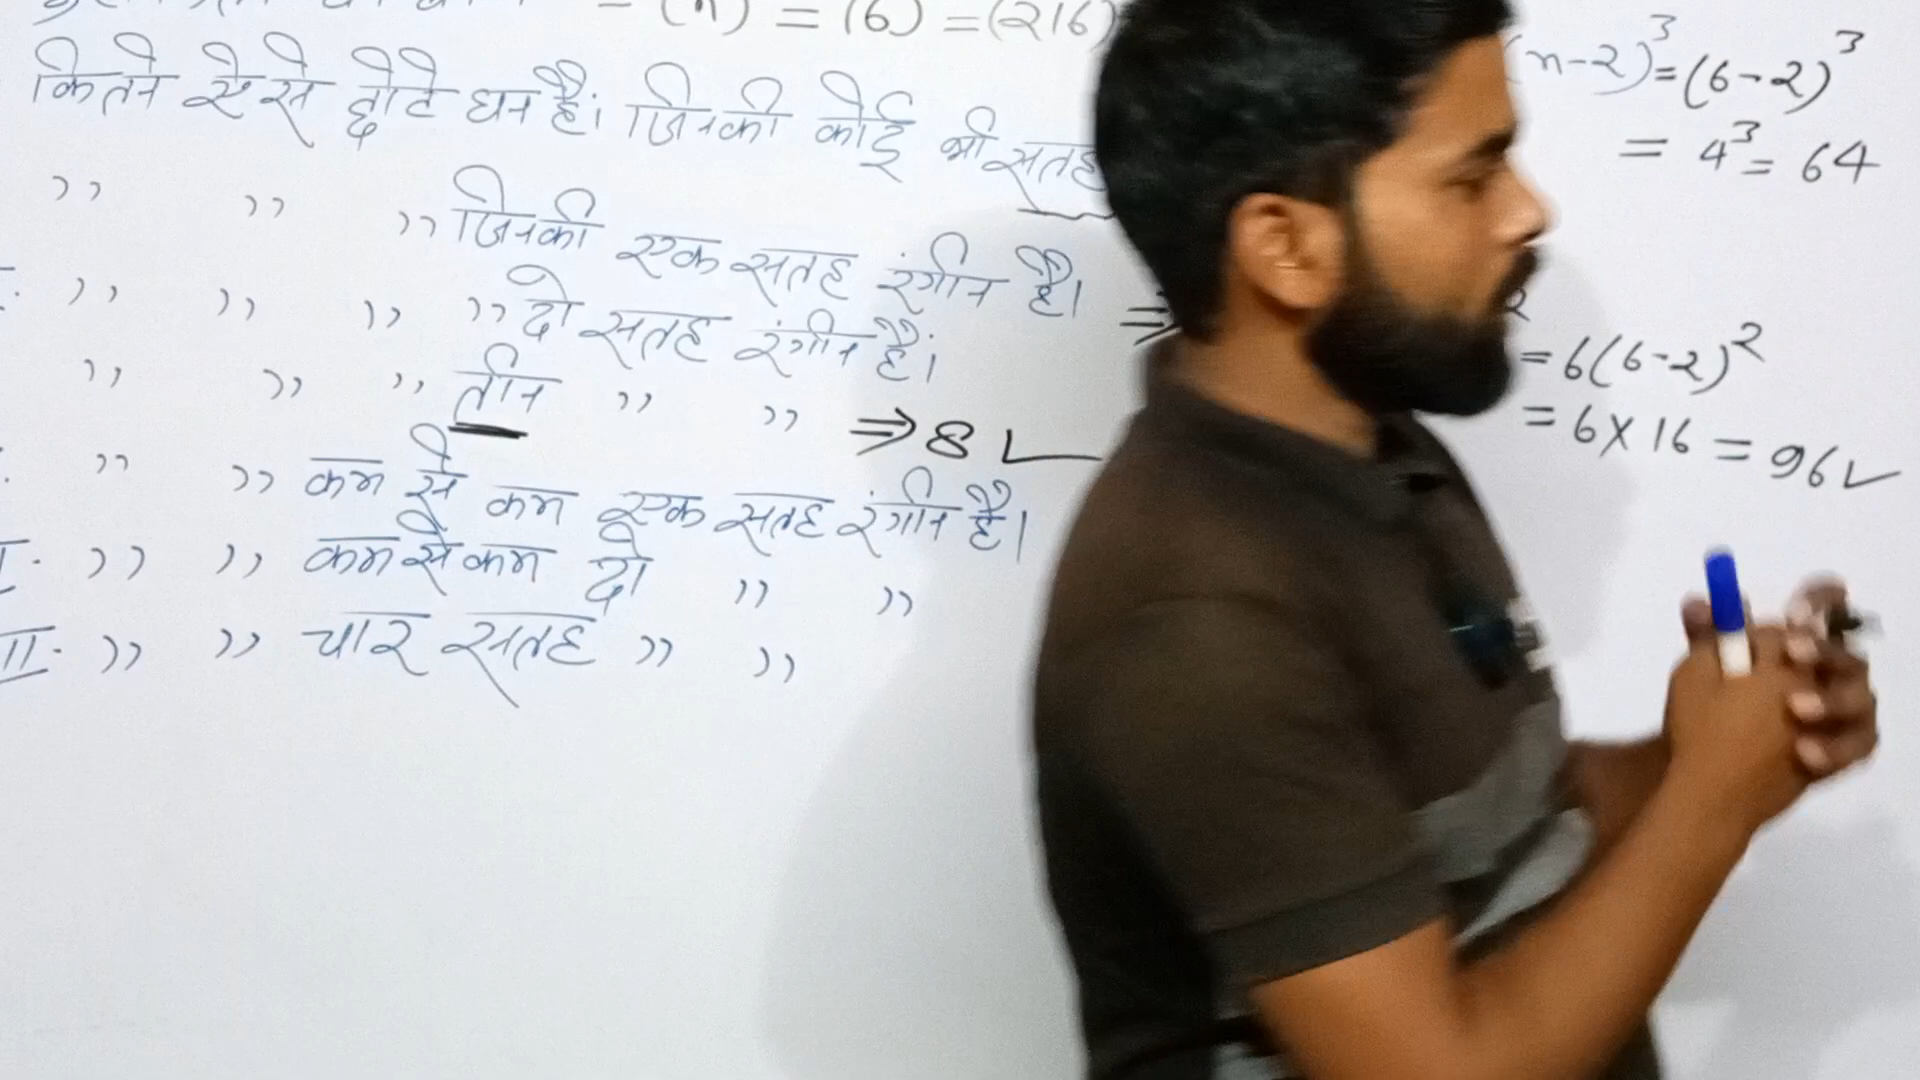 = (n) = (6) = (216)
कितने ऐसे छोटे घन हैं। जिनकी कोई भी सतह (n-2)³ = (6-2)³
= 4³ = 64
,, ,, ,, जिनकी एक सतह रंगीन है। ⇒
,, ,, ,, ,, दो सतह रंगीन हैं। = 6(6-2)²
,, ,, ,, तीन ,, ,, ⇒ 8 ✓ = 6×16 = 96 ✓
,, ,, कम से कम एक सतह रंगीन है।
,, ,, कम से कम दो ,, ,,
,, ,, चार सतह ,, ,,